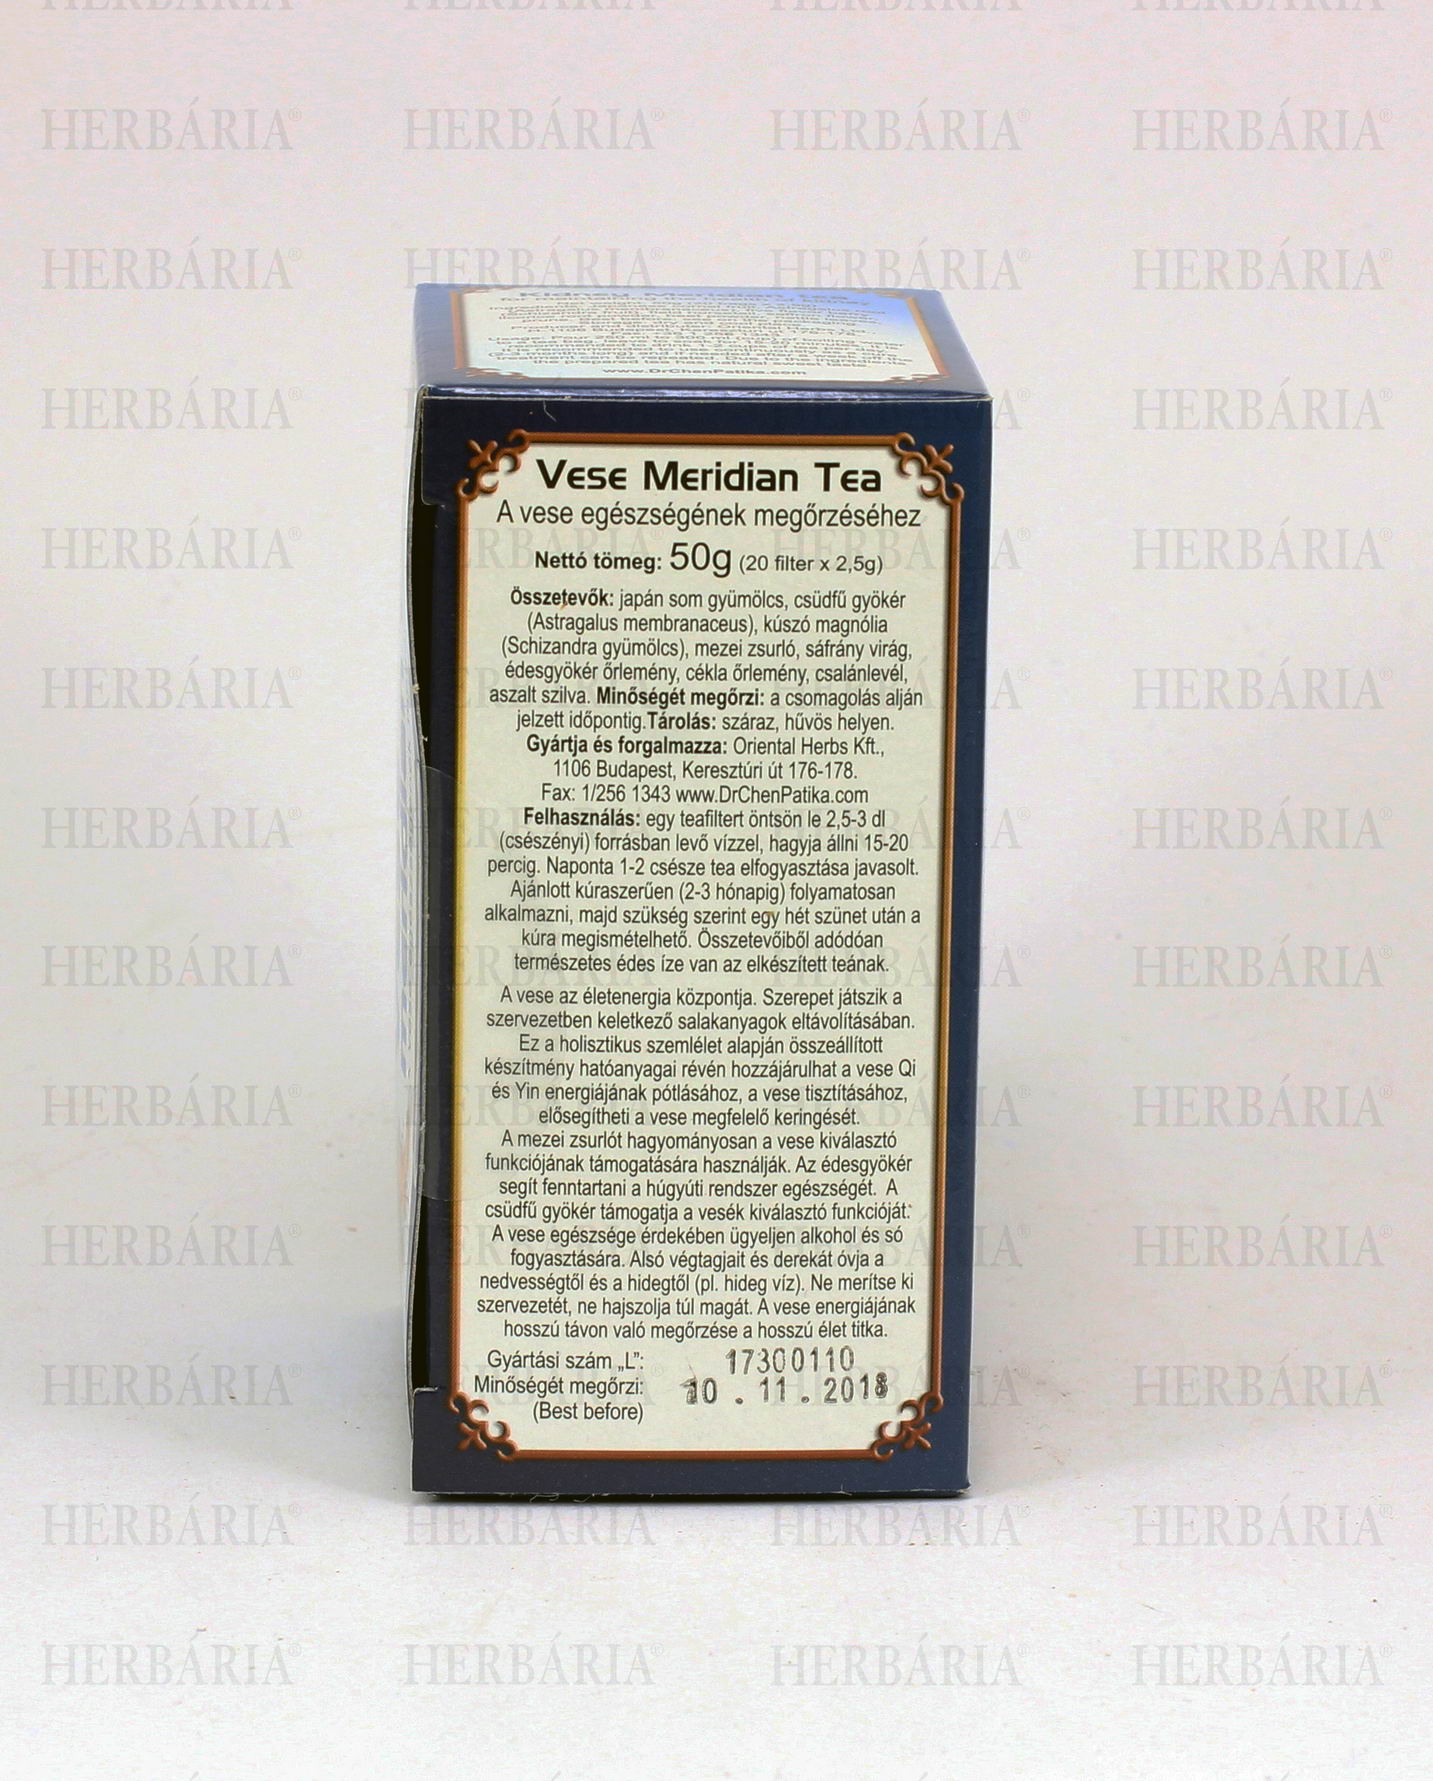 HERBÁRIA® HERBÁRIA® HERBÁRIA® HERBÁRIA®
Kidney Meridian tea
for maintaining the health of kidney
www.DrChenPatika.com
Vese Meridian Tea
A vese egészségének megőrzéséhez
Nettó tömeg: 50g (20 filter x 2,5g)
Összetevők: japán som gyümölcs, csüdfű gyökér
(Astragalus membranaceus), kúszó magnólia
(Schizandra gyümölcs), mezei zsurló, sáfrány virág,
édesgyökér őrlemény, cékla őrlemény, csalánlevél,
aszalt szilva. Minőségét megőrzi: a csomagolás alján
jelzett időpontig.Tárolás: száraz, hűvös helyen.
Gyártja és forgalmazza: Oriental Herbs Kft.,
1106 Budapest, Keresztúri út 176-178.
Fax: 1/256 1343 www.DrChenPatika.com
Felhasználás: egy teafiltert öntsön le 2,5-3 dl
(csészényi) forrásban levő vízzel, hagyja állni 15-20
percig. Naponta 1-2 csésze tea elfogyasztása javasolt.
Ajánlott kúraszerűen (2-3 hónapig) folyamatosan
alkalmazni, majd szükség szerint egy hét szünet után a
kúra megismételhető. Összetevőiből adódóan
természetes édes íze van az elkészített teának.
A vese az életenergia központja. Szerepet játszik a
szervezetben keletkező salakanyagok eltávolításában.
Ez a holisztikus szemlélet alapján összeállított
készítmény hatóanyagai révén hozzájárulhat a vese Qi
és Yin energiájának pótlásához, a vese tisztításához,
elősegítheti a vese megfelelő keringését.
A mezei zsurlót hagyományosan a vese kiválasztó
funkciójának támogatására használják. Az édesgyökér
segít fenntartani a húgyúti rendszer egészségét. A
csüdfű gyökér támogatja a vesék kiválasztó funkcióját.
A vese egészsége érdekében ügyeljen alkohol és só
fogyasztására. Alsó végtagjait és derekát óvja a
nedvességtől és a hidegtől (pl. hideg víz). Ne merítse ki
szervezetét, ne hajszolja túl magát. A vese energiájának
hosszú távon való megőrzése a hosszú élet titka.
Gyártási szám „L”: 17300110
Minőségét megőrzi: 10 . 11 . 2018
(Best before)